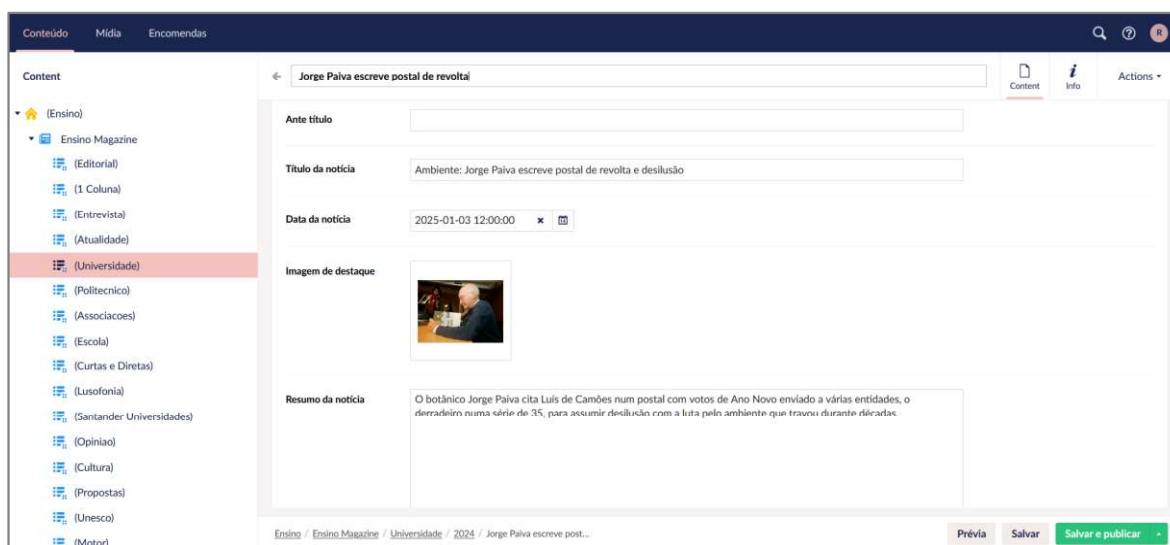 Conteúdo Mídia Encomendas R
Content
Jorge Paiva escreve postal de revolta
Content
Info
Actions
(Ensino)
Ensino Magazine
(Editorial)
(1 Coluna)
(Entrevista)
(Atualidade)
(Universidade)
(Politecnico)
(Associacoes)
(Escola)
(Curtas e Diretas)
(Lusofonia)
(Santander Universidades)
(Opiniao)
(Cultura)
(Propostas)
(Unesco)
(Motor)
Ante título
Título da notícia Ambiente: Jorge Paiva escreve postal de revolta e desilusão
Data da notícia 2025-01-03 12:00:00
Imagem de destaque
Resumo da notícia O botânico Jorge Paiva cita Luís de Camões num postal com votos de Ano Novo enviado a várias entidades, o
derradeiro numa série de 35, para assumir desilusão com a luta pelo ambiente que travou durante décadas.
Ensino / Ensino Magazine / Universidade / 2024 / Jorge Paiva escreve post...
Prévia Salvar Salvar e publicar